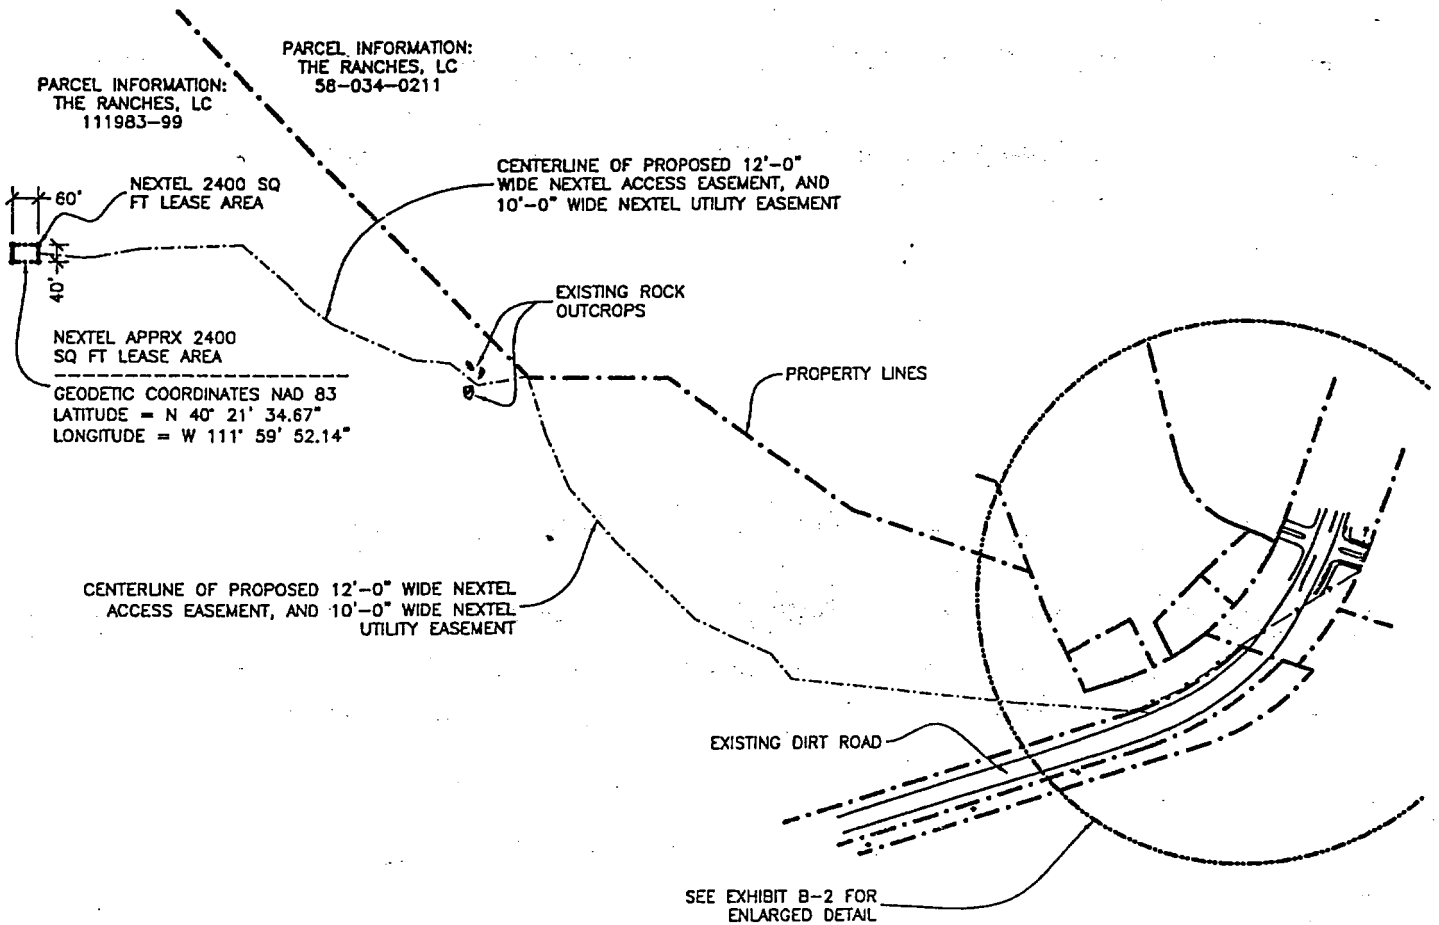 PARCEL INFORMATION:
THE RANCHES, LC
58-034-0211
PARCEL INFORMATION:
THE RANCHES, LC
111983-99
CENTERLINE OF PROPOSED 12'-0"
WIDE NEXTEL ACCESS EASEMENT, AND
10'-0" WIDE NEXTEL UTILITY EASEMENT
60'
NEXTEL 2400 SQ
FT LEASE AREA
40'
EXISTING ROCK
OUTCROPS
NEXTEL APPRX 2400
SQ FT LEASE AREA
GEODETIC COORDINATES NAD 83
LATITUDE = N 40° 21' 34.67"
LONGITUDE = W 111° 59' 52.14"
PROPERTY LINES
CENTERLINE OF PROPOSED 12'-0" WIDE NEXTEL
ACCESS EASEMENT, AND 10'-0" WIDE NEXTEL
UTILITY EASEMENT
EXISTING DIRT ROAD
SEE EXHIBIT B-2 FOR
ENLARGED DETAIL